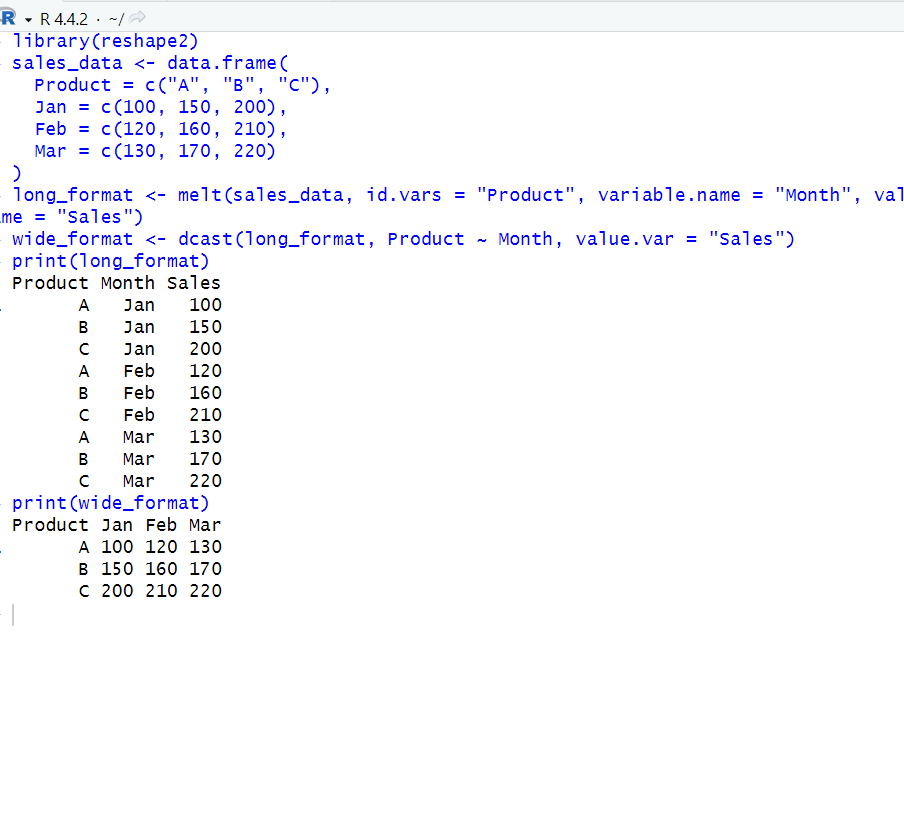 R R 4.4.2 · ~/
library(reshape2)
sales_data <- data.frame(
  Product = c("A", "B", "C"),
  Jan = c(100, 150, 200),
  Feb = c(120, 160, 210),
  Mar = c(130, 170, 220)
)
long_format <- melt(sales_data, id.vars = "Product", variable.name = "Month", val
me = "Sales")
wide_format <- dcast(long_format, Product ~ Month, value.var = "Sales")
print(long_format)
Product Month Sales
A Jan 100
B Jan 150
C Jan 200
A Feb 120
B Feb 160
C Feb 210
A Mar 130
B Mar 170
C Mar 220
print(wide_format)
Product Jan Feb Mar
A 100 120 130
B 150 160 170
C 200 210 220